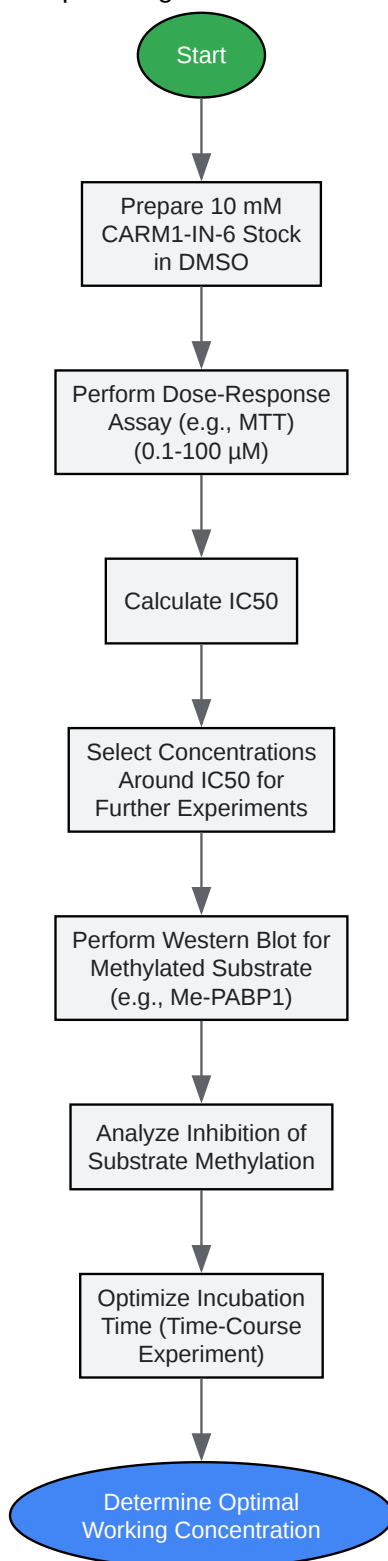 Start
Prepare 10 mM
CARM1-IN-6 Stock
in DMSO
Perform Dose-Response
Assay (e.g., MTT)
(0.1-100 µM)
Calculate IC50
Select Concentrations
Around IC50 for
Further Experiments
Perform Western Blot for
Methylated Substrate
(e.g., Me-PABP1)
Analyze Inhibition of
Substrate Methylation
Optimize Incubation
Time (Time-Course
Experiment)
Determine Optimal
Working Concentration